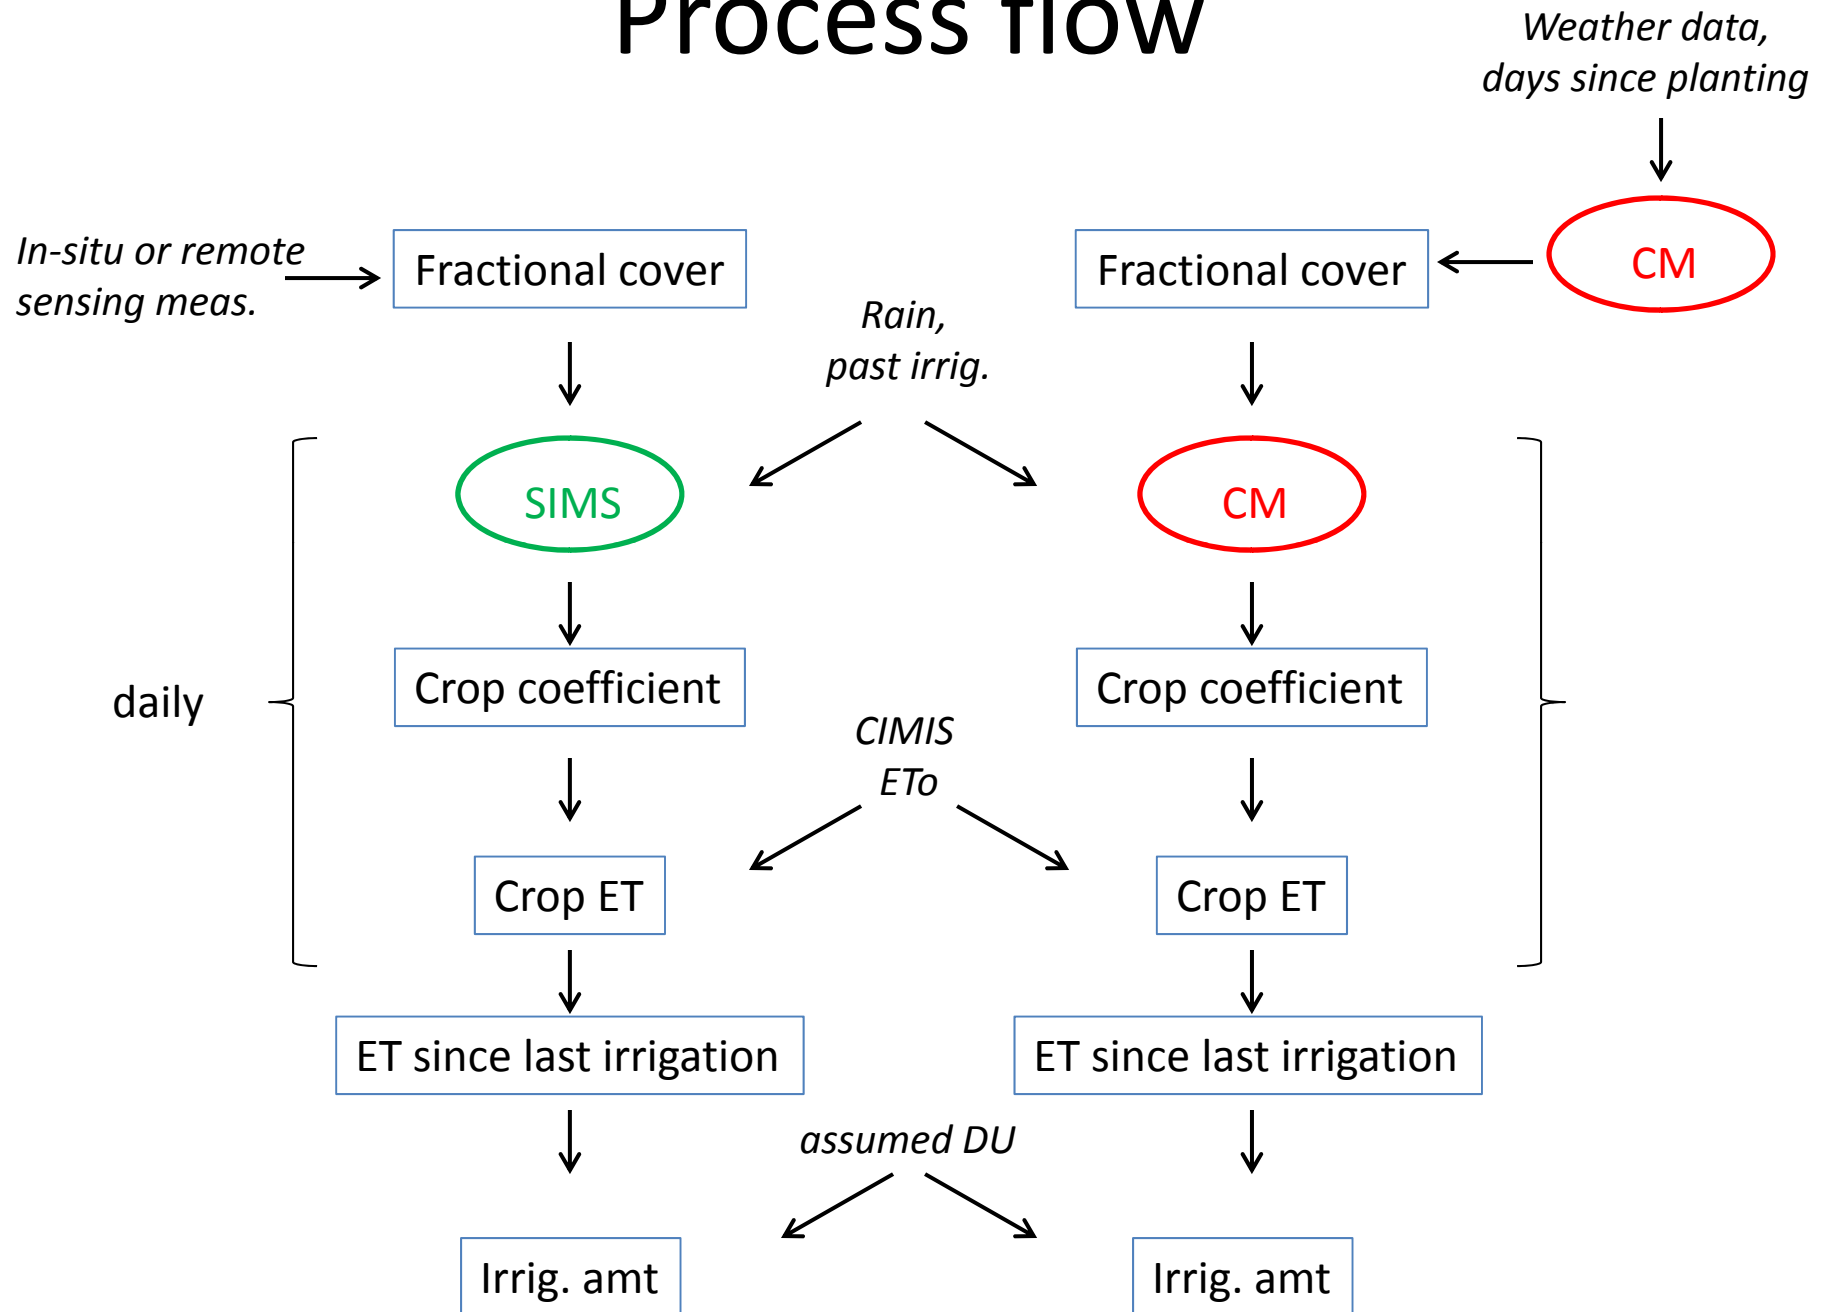 Process flow
Weather data,
days since planting
In-situ or remote
sensing meas.
Fractional cover
Fractional cover
CM
Rain,
past irrig.
SIMS
CM
Crop coefficient
Crop coefficient
daily
CIMIS
ETo
Crop ET
Crop ET
ET since last irrigation
ET since last irrigation
assumed DU
Irrig. amt
Irrig. amt